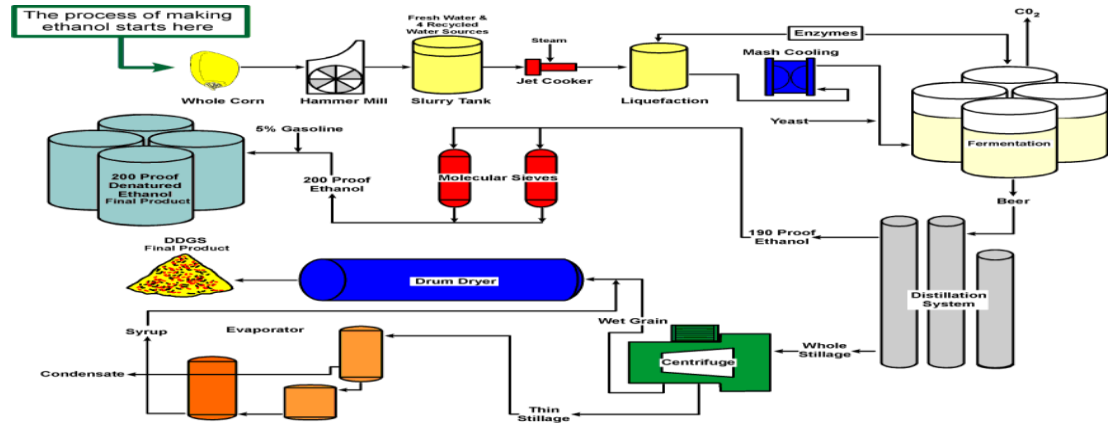 The process of making
ethanol starts here
Whole Corn
Hammer Mill
Fresh Water &
4 Recycled
Water Sources
Slurry Tank
Steam
Jet Cooker
Liquefaction
Enzymes
Mash Cooling
Yeast
C0₂
Fermentation
Beer
5% Gasoline
200 Proof
Denatured
Ethanol
Final Product
200 Proof
Ethanol
Molecular Sieves
190 Proof
Ethanol
Distillation
System
DDGS
Final Product
Drum Dryer
Wet Grain
Centrifuge
Whole
Stillage
Syrup
Evaporator
Condensate
Thin
Stillage